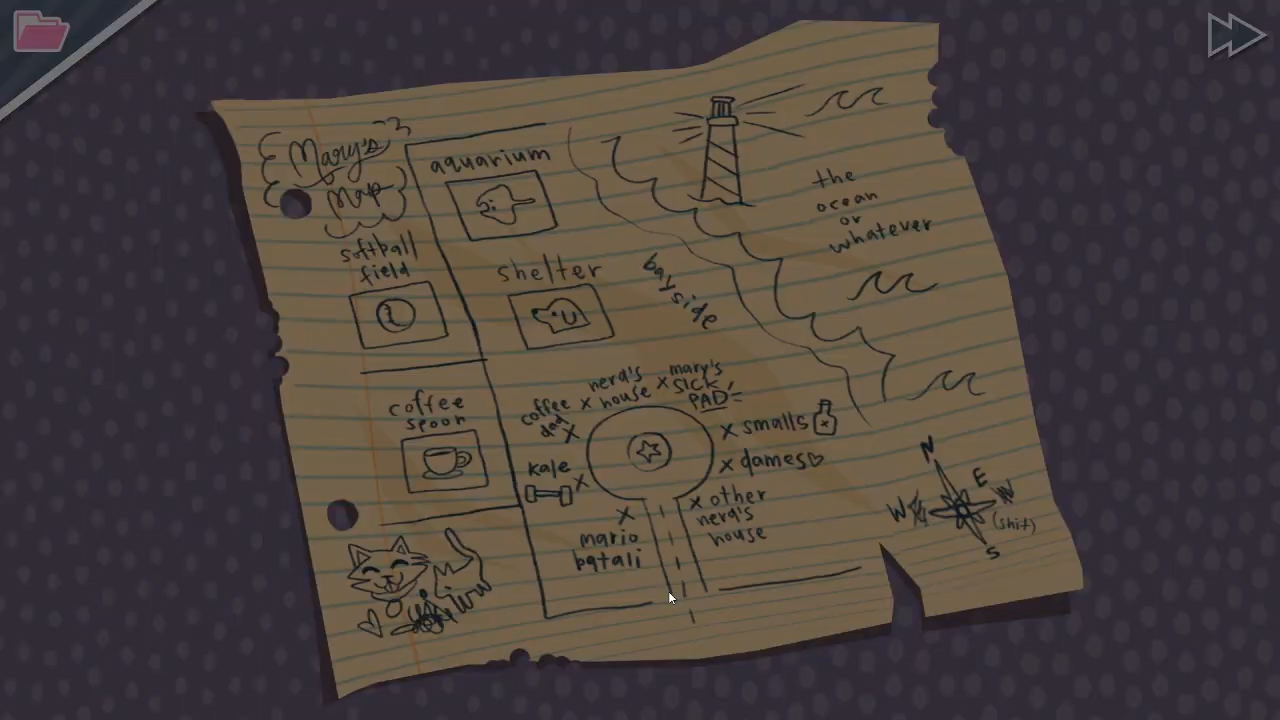 Mary's
Map
aquarium
softball
field
shelter
the
ocean
or
whatever
bayside
coffee
spoon
coffee
dad
x
nerd's
x house
mary's
x SICK
PAD!
x smalls
x dames
kale
x
x other
nerd's
house
x
mario
batali
N
E
W
(shit)
S